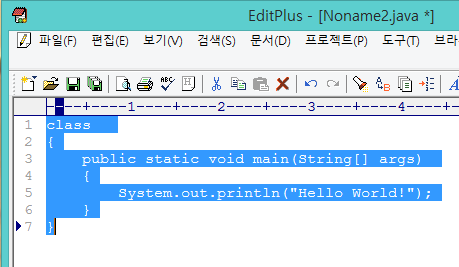 EditPlus - [Noname2.java *]
파일(F) 편집(E) 보기(V) 검색(S) 문서(D) 프로젝트(P) 도구(T) 브라
----+----1----+----2----+----3----+----4----+-
1 class
2 {
3     public static void main(String[] args)
4     {
5         System.out.println("Hello World!");
6     }
7 }